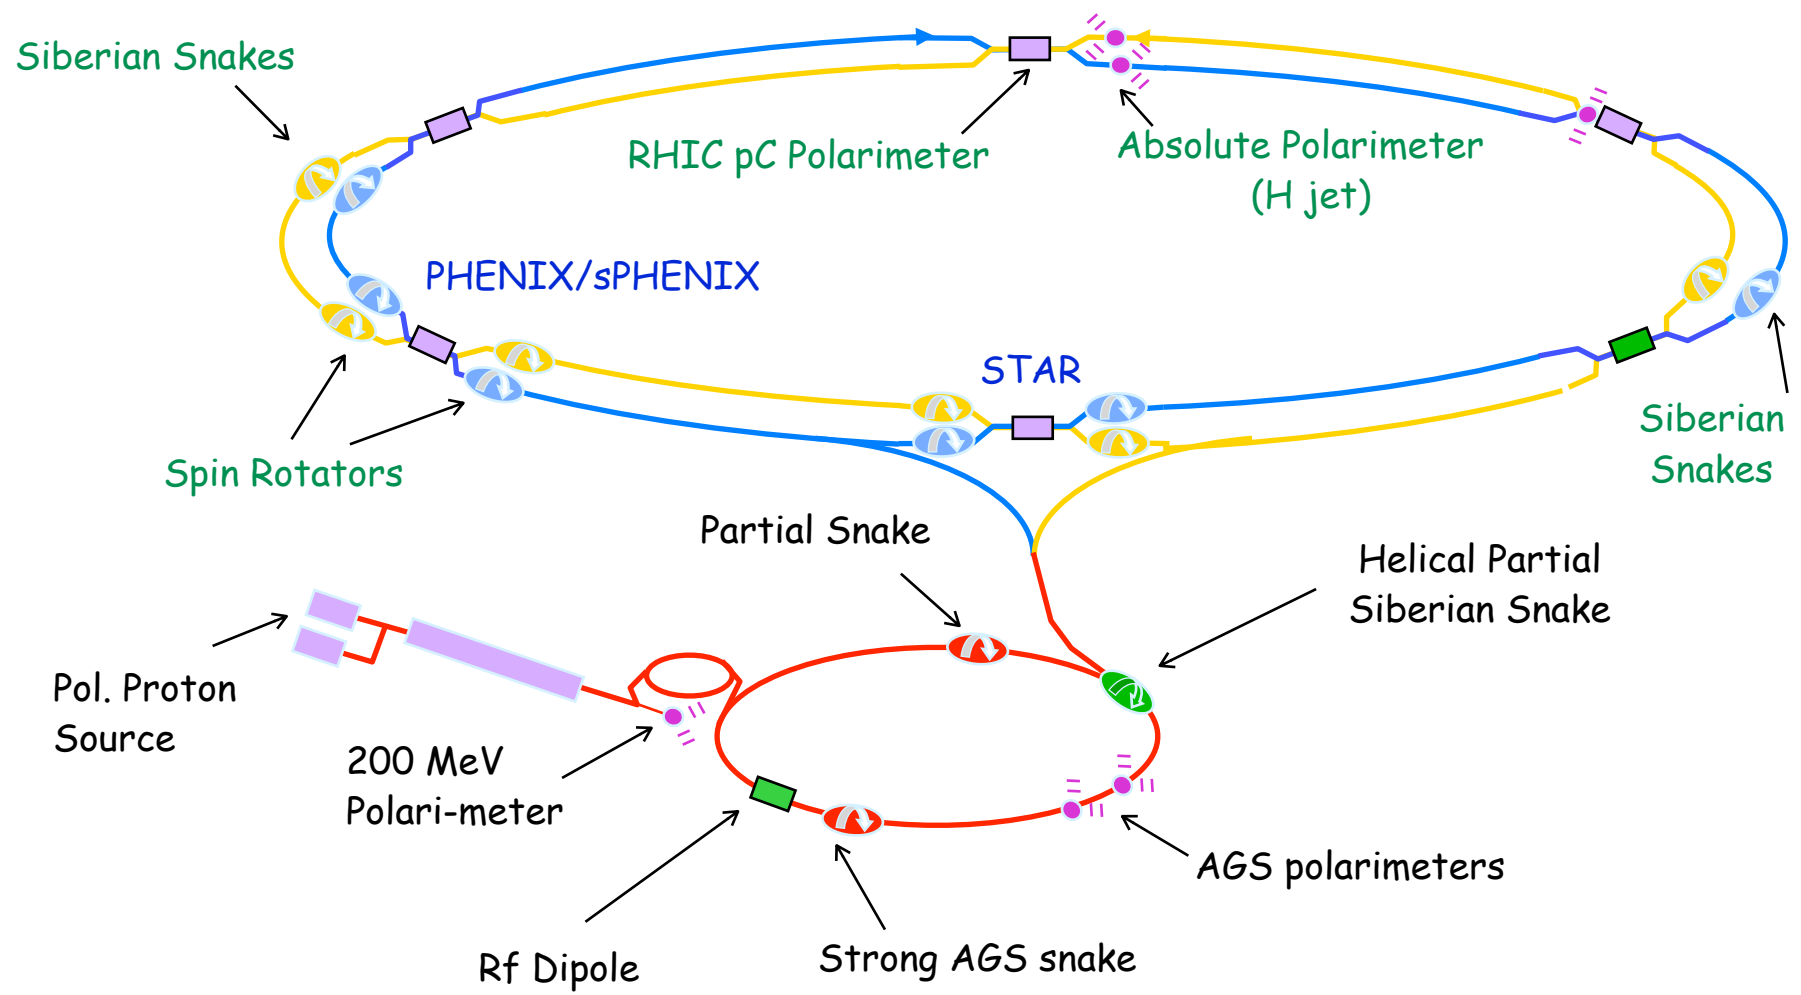 Siberian Snakes
RHIC pC Polarimeter
Absolute Polarimeter
(H jet)
PHENIX/sPHENIX
STAR
Siberian
Snakes
Spin Rotators
Partial Snake
Helical Partial
Siberian Snake
Pol. Proton
Source
200 MeV
Polari-meter
AGS polarimeters
Rf Dipole
Strong AGS snake